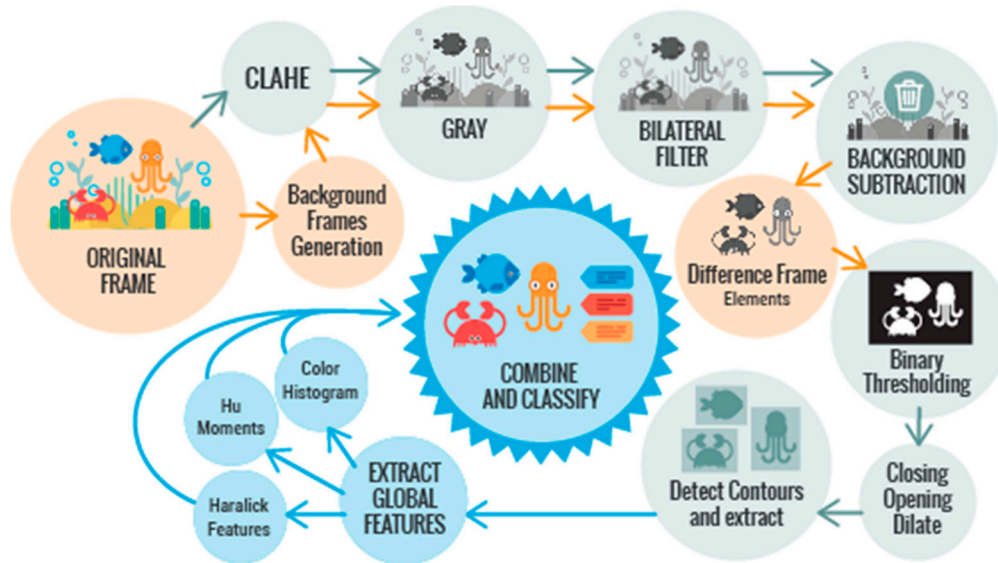 ORIGINAL
FRAME
CLAHE
Background
Frames
Generation
GRAY
BILATERAL
FILTER
BACKGROUND
SUBTRACTION
Difference Frame
Elements
Binary
Thresholding
Closing
Opening
Dilate
Detect Contours
and extract
EXTRACT
GLOBAL
FEATURES
Color
Histogram
Hu
Moments
Haralick
Features
COMBINE
AND CLASSIFY